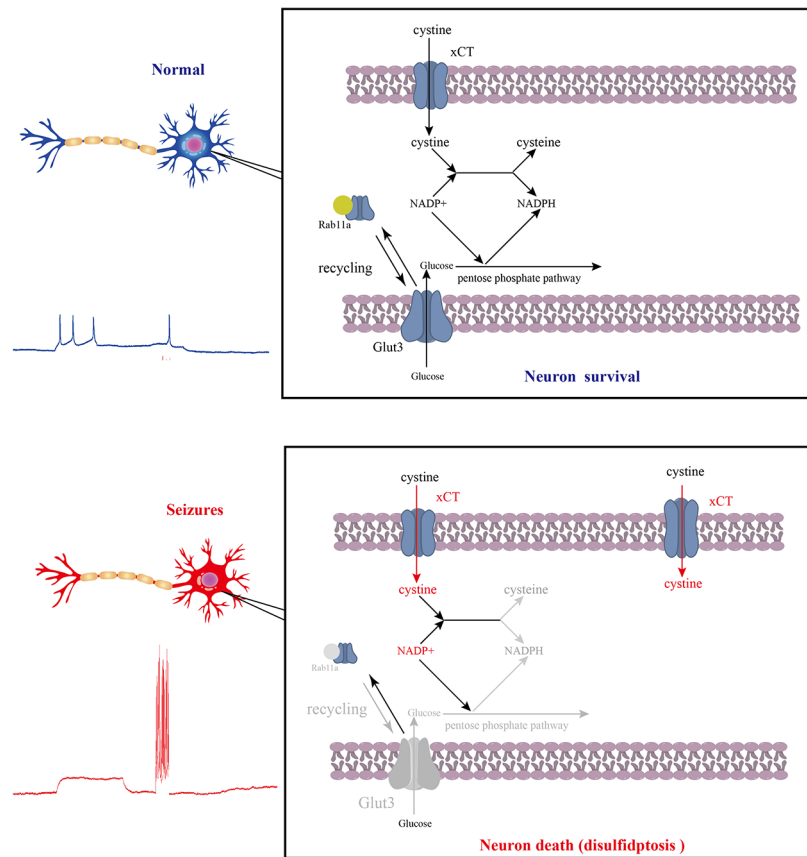 cystine
xCT
Normal
cystine
cysteine
NADP+
NADPH
Rab11a
recycling
Glucose
pentose phosphate pathway
Glut3
Glucose
Neuron survival
cystine
cystine
xCT
xCT
Seizures
cystine
cysteine
cystine
NADP+
NADPH
Rab11a
recycling
Glucose
pentose phosphate pathway
Glut3
Glucose
Neuron death (disulfidptosis )